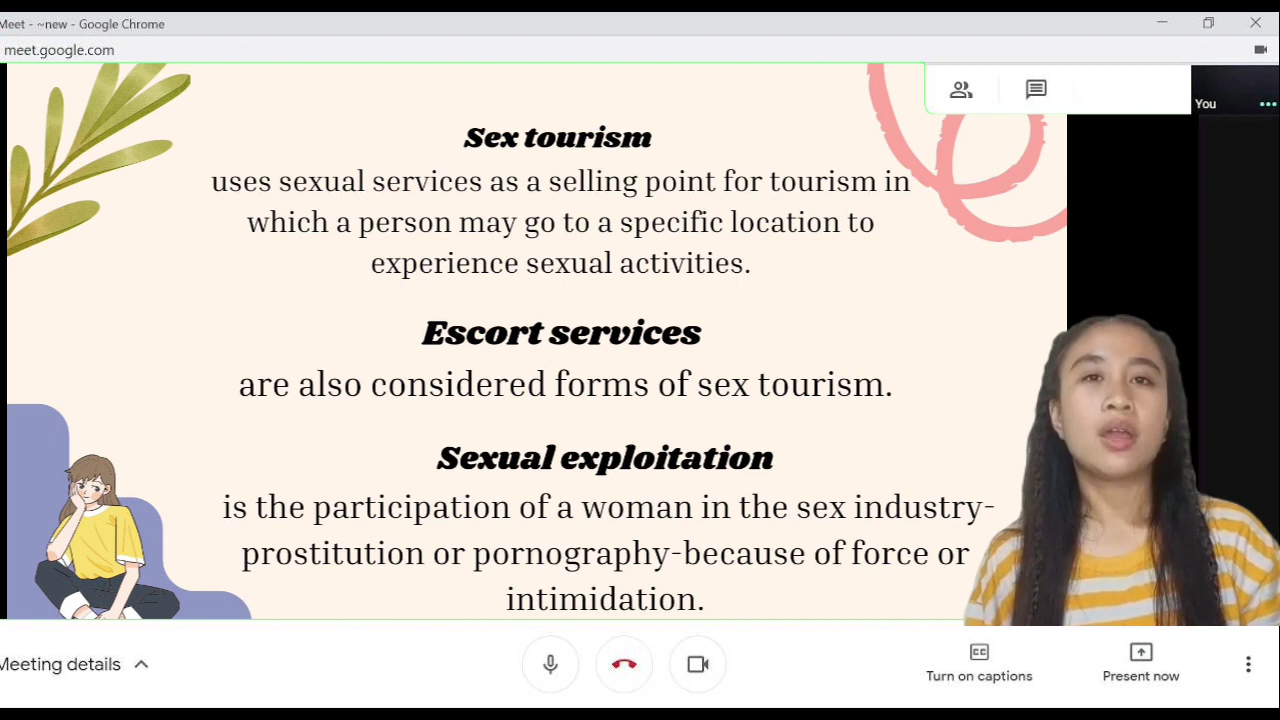 Meet - ~new - Google Chrome
meet.google.com
You
Sex tourism
uses sexual services as a selling point for tourism in
which a person may go to a specific location to
experience sexual activities.
Escort services
are also considered forms of sex tourism.
Sexual exploitation
is the participation of a woman in the sex industry-
prostitution or pornography-because of force or
intimidation.
Meeting details
CC
Turn on captions
Present now